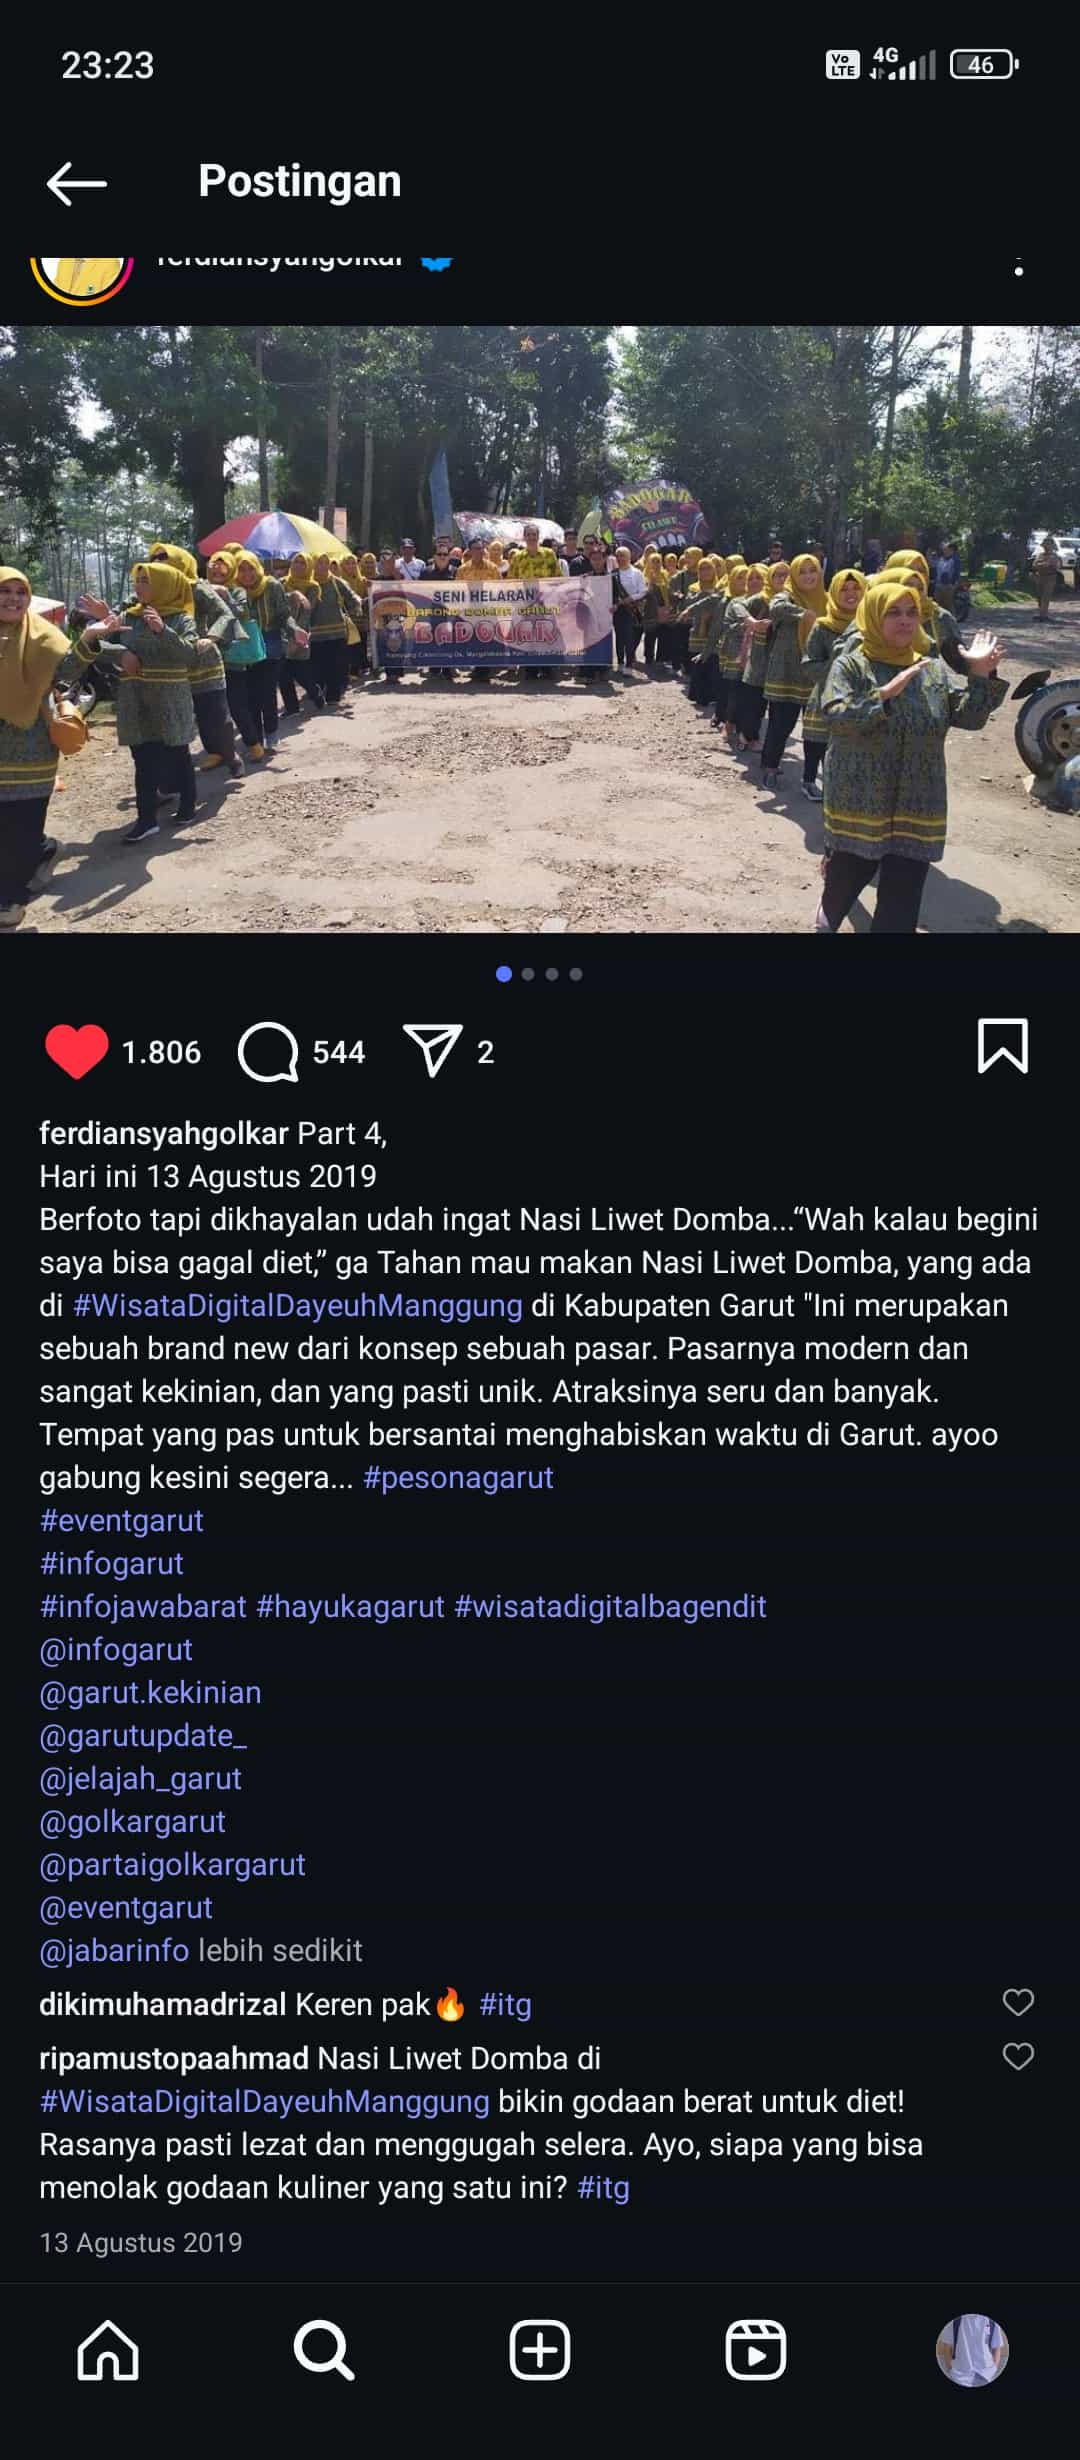 23:23
Vo LTE 4G 46
Postingan
ferdiansyahgolkar
BADOGAR
CILAWU
SENI HELARAN
BARONG DOMBA GARUT
BADOGAR
1.806 544 2
ferdiansyahgolkar Part 4,
Hari ini 13 Agustus 2019
Berfoto tapi dikhayalan udah ingat Nasi Liwet Domba...“Wah kalau begini
saya bisa gagal diet,” ga Tahan mau makan Nasi Liwet Domba, yang ada
di #WisataDigitalDayeuhManggung di Kabupaten Garut "Ini merupakan
sebuah brand new dari konsep sebuah pasar. Pasarnya modern dan
sangat kekinian, dan yang pasti unik. Atraksinya seru dan banyak.
Tempat yang pas untuk bersantai menghabiskan waktu di Garut. ayoo
gabung kesini segera... #pesonagarut
#eventgarut
#infogarut
#infojawabarat #hayukagarut #wisatadigitalbagendit
@infogarut
@garut.kekinian
@garutupdate_
@jelajah_garut
@golkargarut
@partaigolkargarut
@eventgarut
@jabarinfo lebih sedikit
dikimuhamadrizal Keren pak🔥 #itg
ripamustopaahmad Nasi Liwet Domba di
#WisataDigitalDayeuhManggung bikin godaan berat untuk diet!
Rasanya pasti lezat dan menggugah selera. Ayo, siapa yang bisa
menolak godaan kuliner yang satu ini? #itg
13 Agustus 2019